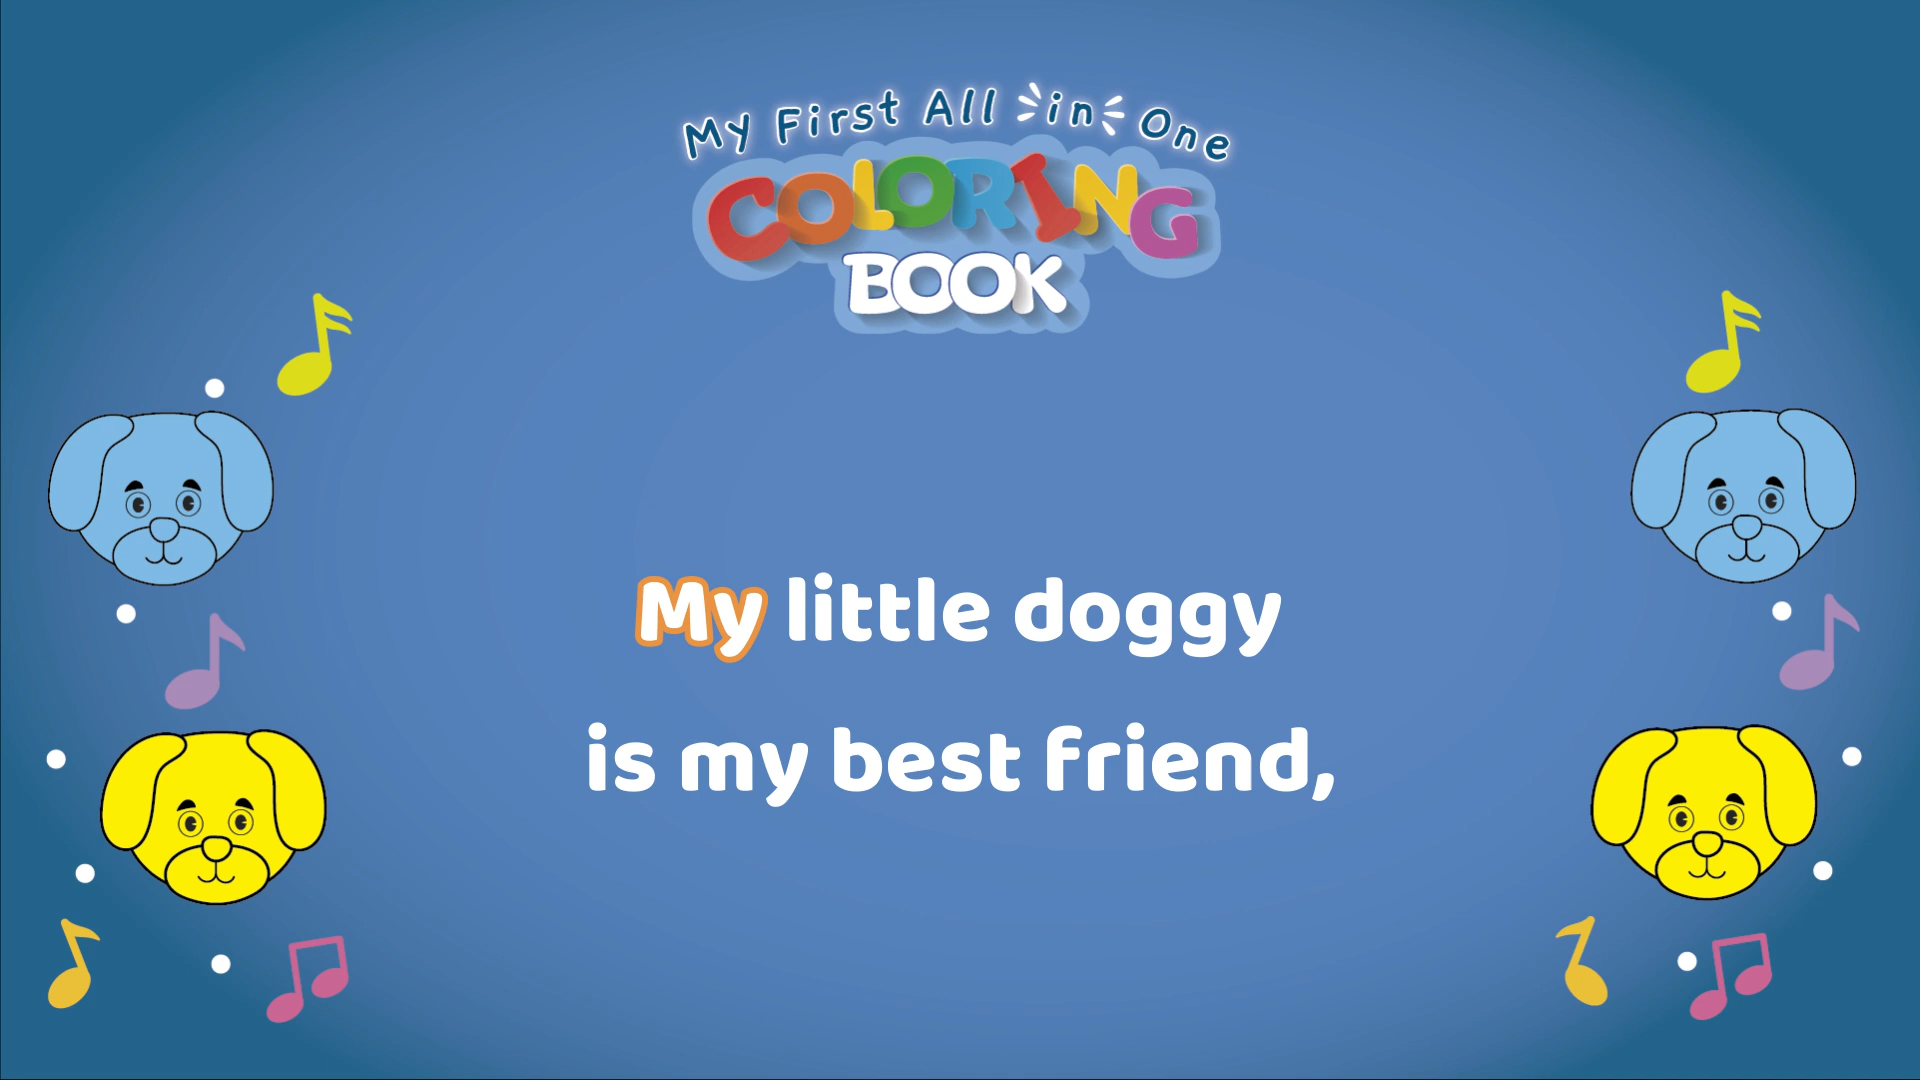 My First All in One
COLORING
BOOK
My little doggy
is my best friend,